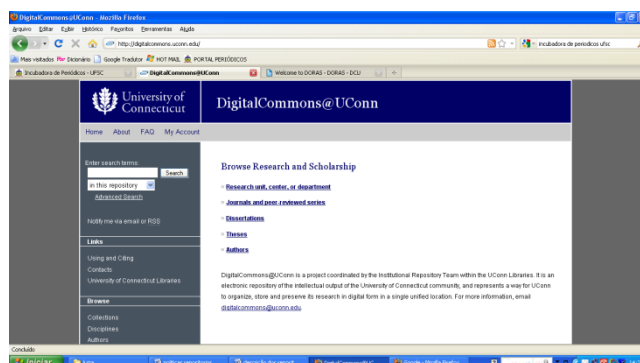 DigitalCommons@UConn - Mozilla Firefox
Arquivo Editar Exibir Histórico Favoritos Ferramentas Ajuda
http://digitalcommons.uconn.edu/
incubadora de periodicos ufsc
Mais visitados Dicionário Google Tradutor HOT MAIL PORTAL PERIÓDICOS
Incubadora de Periodicos - UFSC
DigitalCommons@UConn
Welcome to DORAS - DORAS - DCU
University of
Connecticut
DigitalCommons@UConn
Home About FAQ My Account
Enter search terms:
Search
in this repository
Advanced Search
Notify me via email or RSS
Links
Using and Citing
Contacts
University of Connecticut Libraries
Browse
Collections
Disciplines
Authors
Browse Research and Scholarship
Research unit, center, or department
Journals and peer-reviewed series
Dissertations
Theses
Authors
DigitalCommons@UConn is a project coordinated by the Institutional Repository Team within the UConn Libraries. It is an
electronic repository of the intellectual output of the University of Connecticut community, and represents a way for UConn
to organize, store and preserve its research in digital form in a single unified location. For more information, email
digitalcommons@uconn.edu.
Concluído
Iniciar